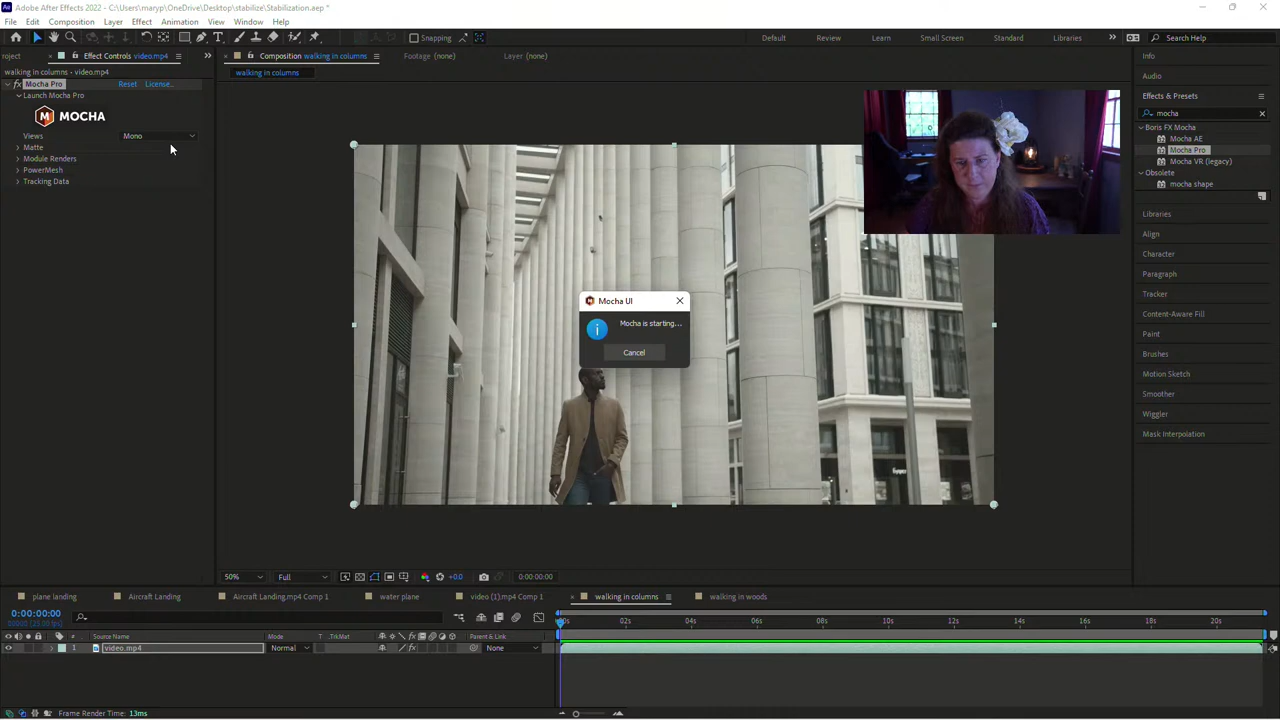 Adobe After Effects 2022 - C:\Users\maryp\OneDrive\Desktop\stabilize\Stabilization.aep *
File Edit Composition Layer Effect Animation View Window Help
Snapping Default Review Learn Small Screen Standard Libraries Search Help
roject Effect Controls video.mp4 Composition walking in columns Footage (none) Layer (none)
walking in columns • video.mp4
walking in columns
fx Mocha Pro Reset License...
Launch Mocha Pro
MOCHA
Views Mono
Matte
Module Renders
PowerMesh
Tracking Data
Mocha UI
Mocha is starting...
Cancel
Info
Audio
Effects & Presets
mocha
Boris FX Mocha
Mocha AE
Mocha Pro
Mocha VR (legacy)
Obsolete
mocha shape
Libraries
Align
Character
Paragraph
Tracker
Content-Aware Fill
Paint
Brushes
Motion Sketch
Smoother
Wiggler
Mask Interpolation
50% Full +0.0 0:00:00:00
plane landing Aircraft Landing Aircraft Landing.mp4 Comp 1 water plane video (1).mp4 Comp 1 walking in columns walking in woods
0:00:00:00
02s 04s 06s 08s 10s 12s 14s 16s 18s 20s
# Source Name Mode T .TrkMat Parent & Link
1 video.mp4 Normal None
Frame Render Time: 13ms